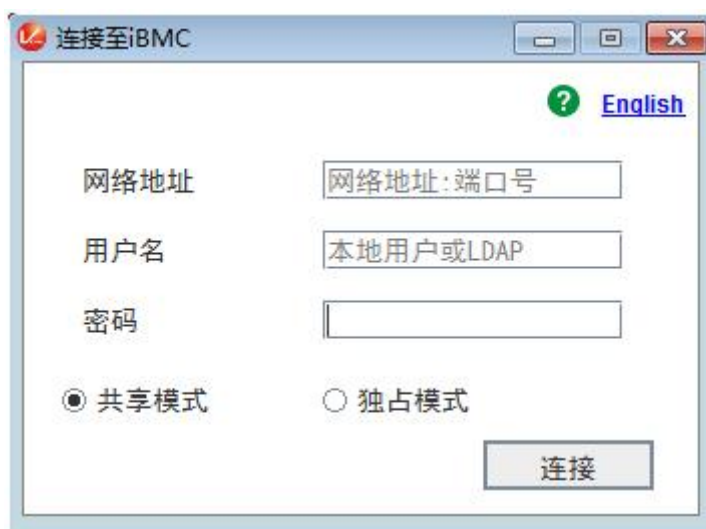 连接至iBMC
English
网络地址 网络地址:端口号
用户名 本地用户或LDAP
密码
共享模式 独占模式
连接